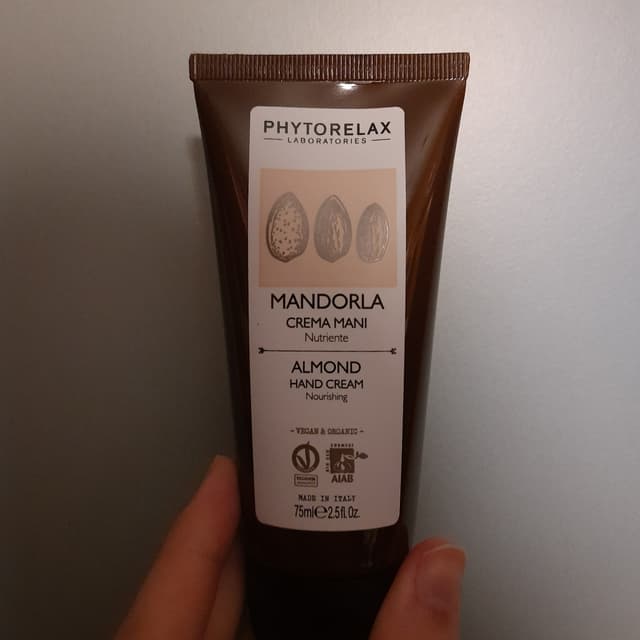 PHYTORELAX
LABORATORIES
MANDORLA
CREMA MANI
Nutriente
ALMOND
HAND CREAM
Nourishing
- VEGAN & ORGANIC -
AIAB
MADE IN ITALY
75ml℮2.5fl.Oz.